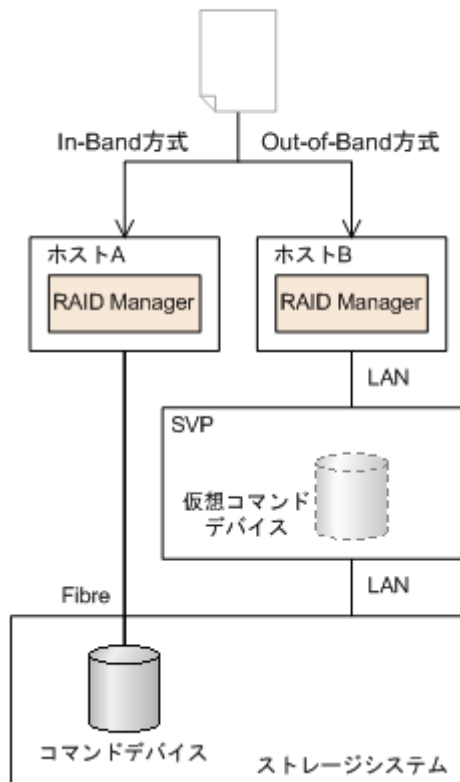 In-Band方式
Out-of-Band方式
ホストA
RAID Manager
ホストB
RAID Manager
LAN
SVP
仮想コマンド
デバイス
LAN
Fibre
コマンドデバイス
ストレージシステム